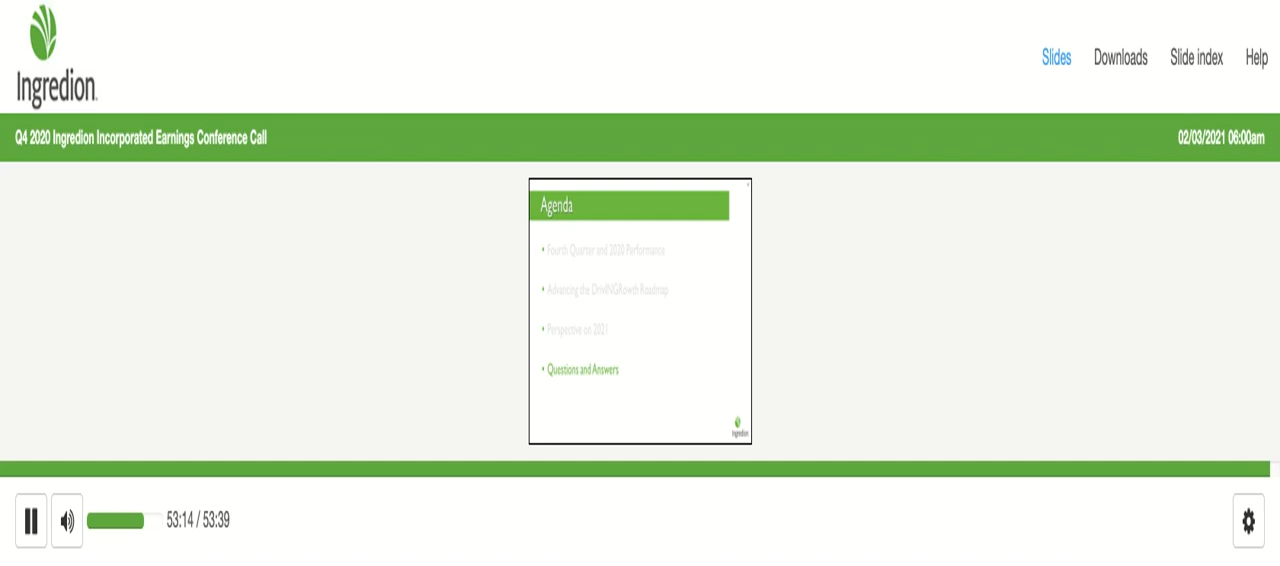 Ingredion
Slides Downloads Slide index Help
Q4 2020 Ingredion Incorporated Earnings Conference Call 02/03/2021 06:00am
Agenda
• Fourth Quarter and 2020 Performance
• Advancing the DrivINGRowth Roadmap
• Perspective on 2021
• Questions and Answers
Ingredion
53:14 / 53:39